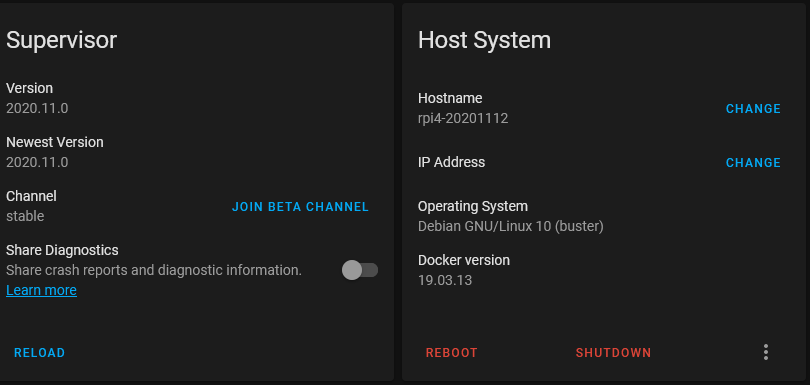 Supervisor
Version
2020.11.0
Newest Version
2020.11.0
Channel
stable
JOIN BETA CHANNEL
Share Diagnostics
Share crash reports and diagnostic information.
Learn more
RELOAD
Host System
Hostname
rpi4-20201112
CHANGE
IP Address
CHANGE
Operating System
Debian GNU/Linux 10 (buster)
Docker version
19.03.13
REBOOT
SHUTDOWN